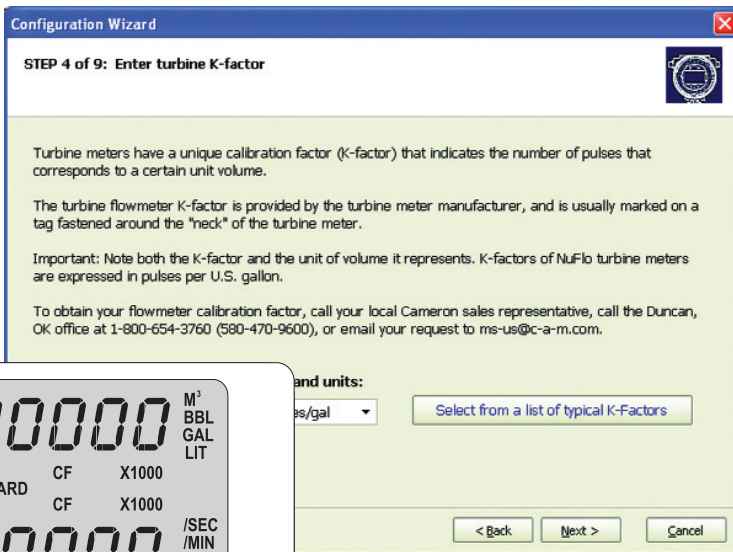 Configuration Wizard
STEP 4 of 9: Enter turbine K-factor
Turbine meters have a unique calibration factor (K-factor) that indicates the number of pulses that
corresponds to a certain unit volume.
The turbine flowmeter K-factor is provided by the turbine meter manufacturer, and is usually marked on a
tag fastened around the "neck" of the turbine meter.
Important: Note both the K-factor and the unit of volume it represents. K-factors of NuFlo turbine meters
are expressed in pulses per U.S. gallon.
To obtain your flowmeter calibration factor, call your local Cameron sales representative, call the Duncan,
OK office at 1-800-654-3760 (580-470-9600), or email your request to ms-us@c-a-m.com.
and units:
es/gal
Select from a list of typical K-Factors
0000
M³
BBL
GAL
LIT
CF X1000
ARD
CF X1000
/SEC
/MIN
0000
< Back
Next >
Cancel